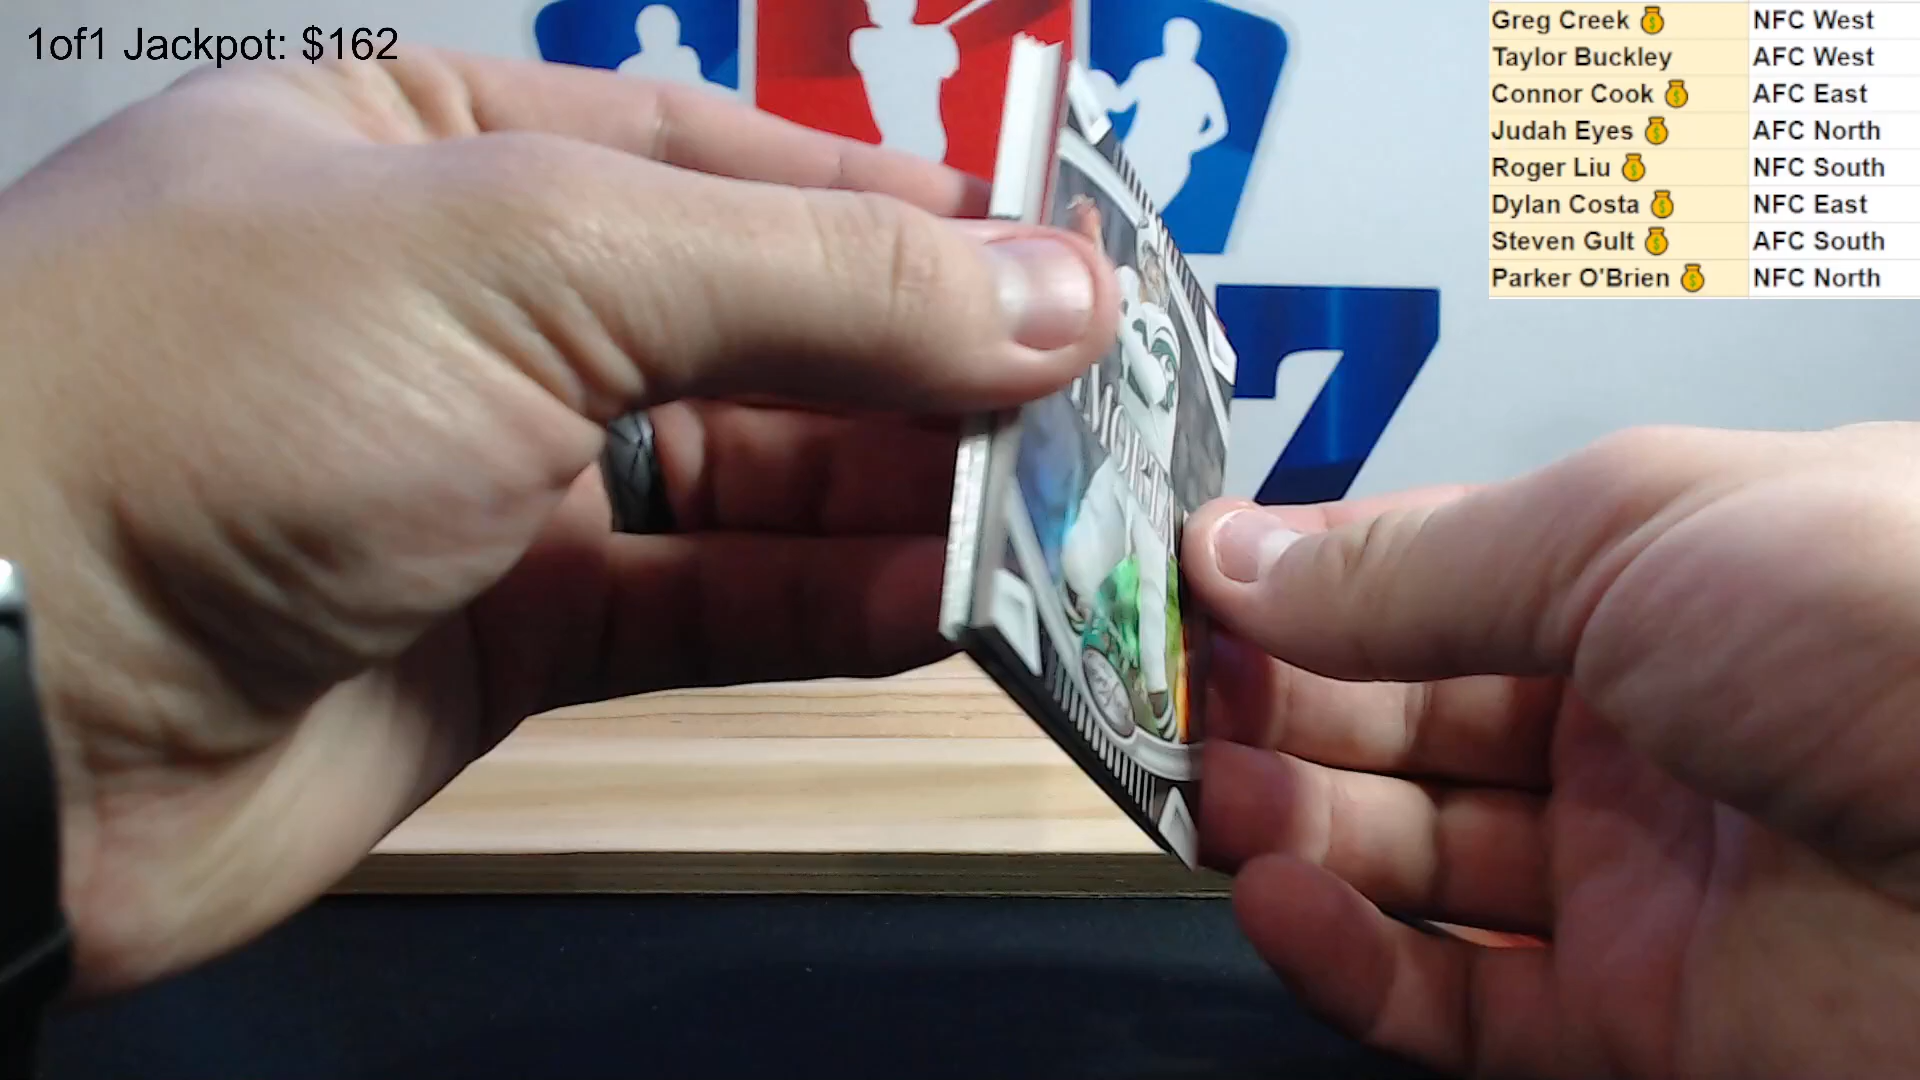 1of1 Jackpot: $162
Greg Creek NFC West
Taylor Buckley AFC West
Connor Cook AFC East
Judah Eyes AFC North
Roger Liu NFC South
Dylan Costa NFC East
Steven Gult AFC South
Parker O'Brien NFC North
7